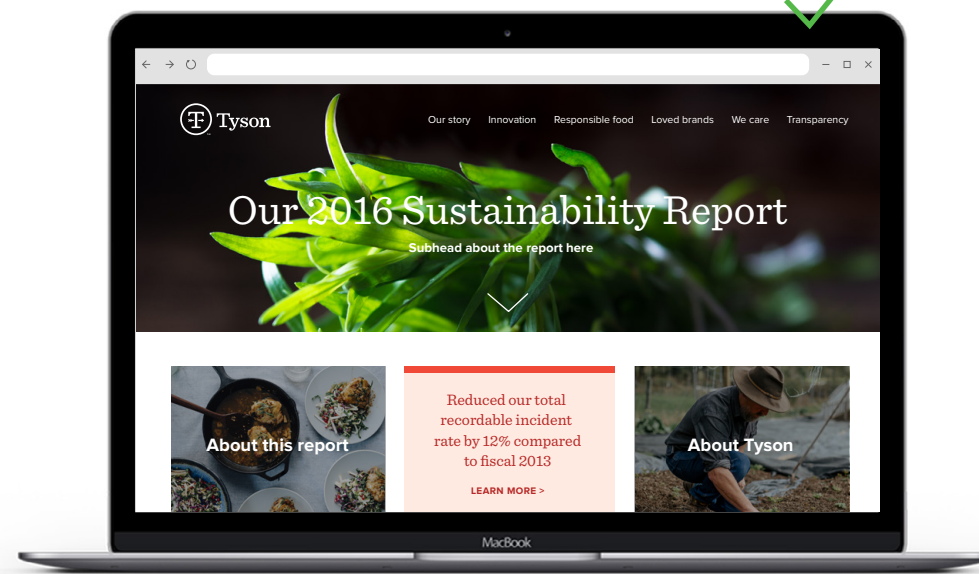 Tyson
Our story Innovation Responsible food Loved brands We care Transparency
Our 2016 Sustainability Report
Subhead about the report here
About this report
Reduced our total
recordable incident
rate by 12% compared
to fiscal 2013
LEARN MORE >
About Tyson
MacBook